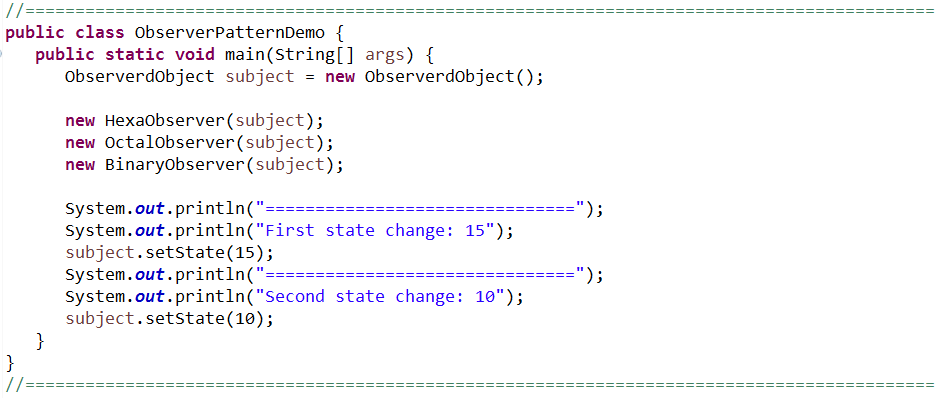 //===========================================================================================
public class ObserverPatternDemo {
   public static void main(String[] args) {
      ObserverdObject subject = new ObserverdObject();

      new HexaObserver(subject);
      new OctalObserver(subject);
      new BinaryObserver(subject);

      System.out.println("===============================");
      System.out.println("First state change: 15");
      subject.setState(15);
      System.out.println("===============================");
      System.out.println("Second state change: 10");
      subject.setState(10);
   }
}
//===========================================================================================